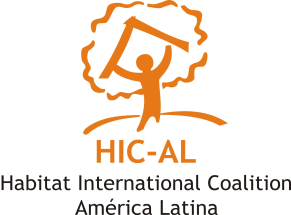 HIC-AL
Habitat International Coalition
América Latina